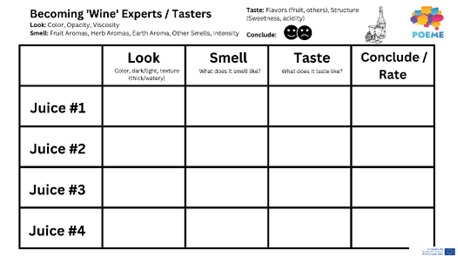 Becoming 'Wine' Experts / Tasters
Look: Color, Opacity, Viscosity
Smell: Fruit Aromas, Herb Aromas, Earth Aroma, Other Smells, Intensity
Taste: Flavors (fruit, others), Structure
(Sweetness, acidity)
Conclude:
POEME
Look
Color, dark/light, texture
(thick/watery)
Smell
What does it smell like?
Taste
What does it taste like?
Conclude /
Rate
Juice #1
Juice #2
Juice #3
Juice #4